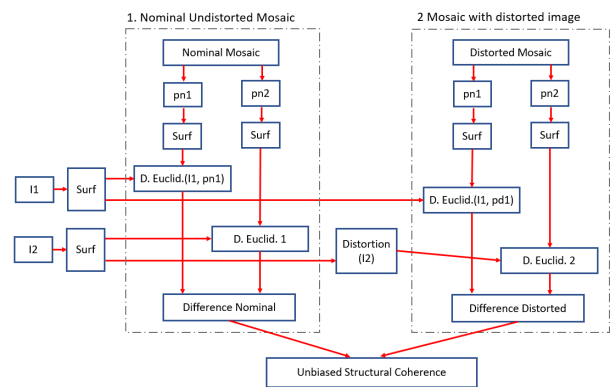 1. Nominal Undistorted Mosaic
2 Mosaic with distorted image
Nominal Mosaic
Distorted Mosaic
pn1
pn2
pn1
pn2
Surf
Surf
Surf
Surf
I1
Surf
D. Euclid.(I1, pn1)
D. Euclid.(I1, pd1)
I2
Surf
D. Euclid. 1
Distortion
(I2)
D. Euclid. 2
Difference Nominal
Difference Distorted
Unbiased Structural Coherence